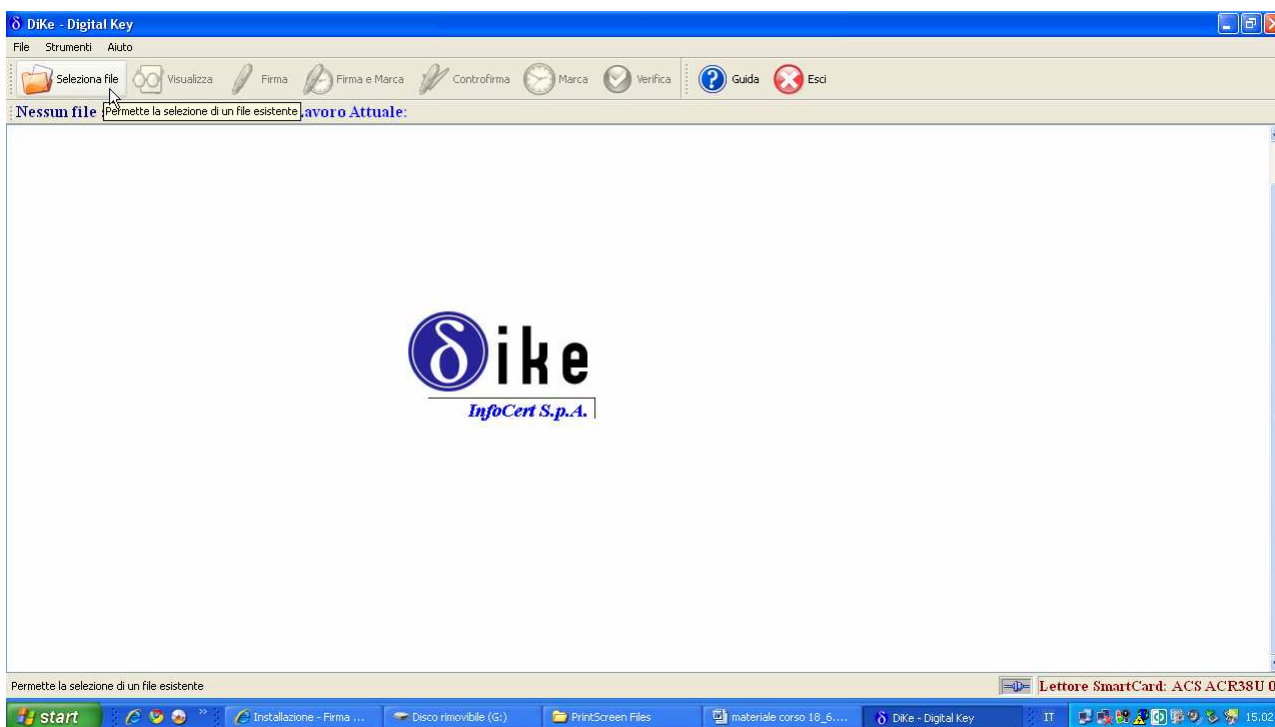 DiKe - Digital Key
File Strumenti Aiuto
Seleziona file Visualizza Firma Firma e Marca Controfirma Marca Verifica Guida Esci
Nessun file Permette la selezione di un file esistente avoro Attuale:
δike
InfoCert S.p.A.
Permette la selezione di un file esistente
Lettore SmartCard: ACS ACR38U 0
start Installazione - Firma ... Disco rimovibile (G:) PrintScreen Files materiale corso 18_6.... DiKe - Digital Key IT 15.02